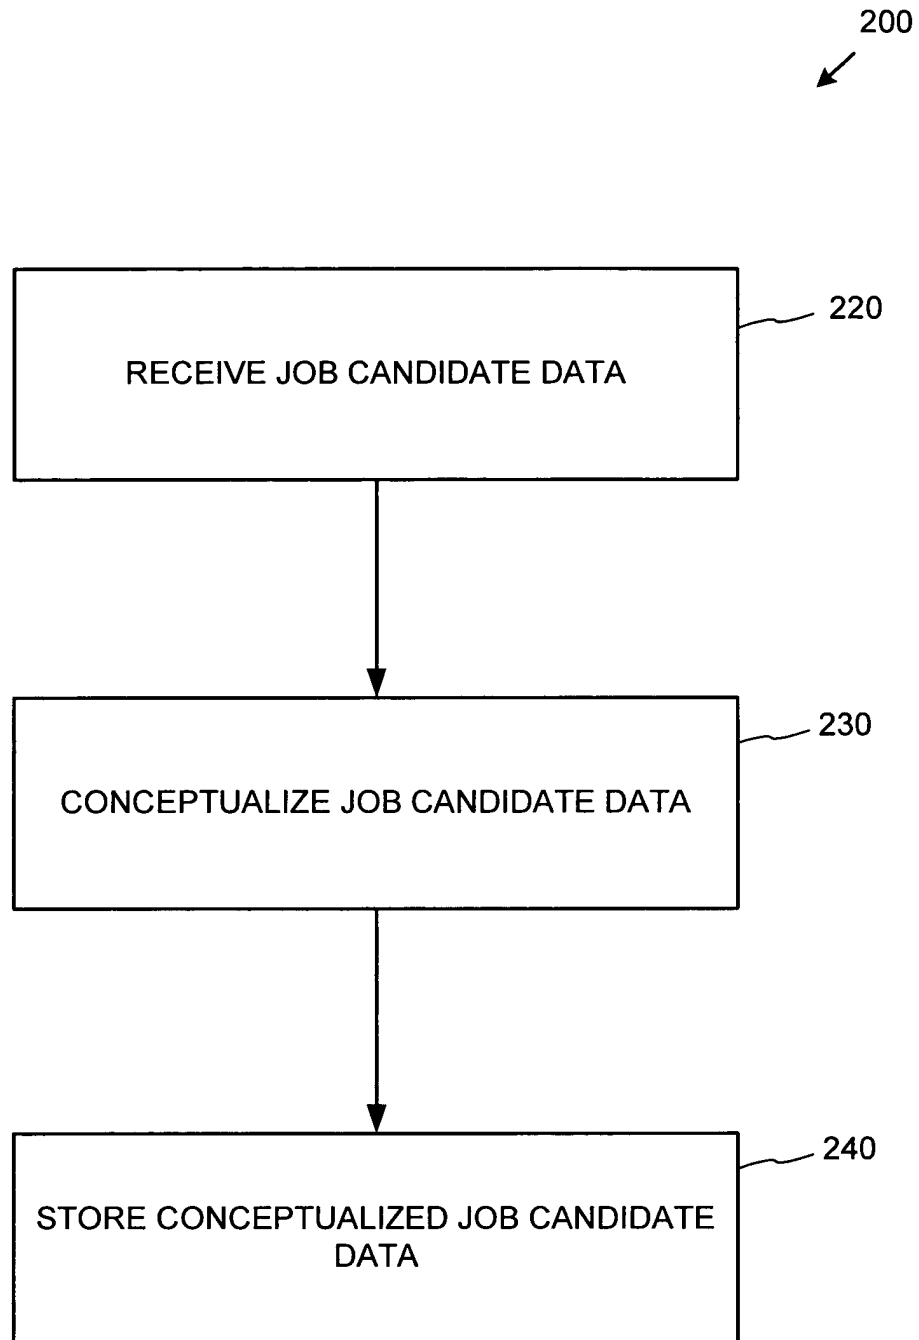 200
RECEIVE JOB CANDIDATE DATA
220
CONCEPTUALIZE JOB CANDIDATE DATA
230
STORE CONCEPTUALIZED JOB CANDIDATE
DATA
240